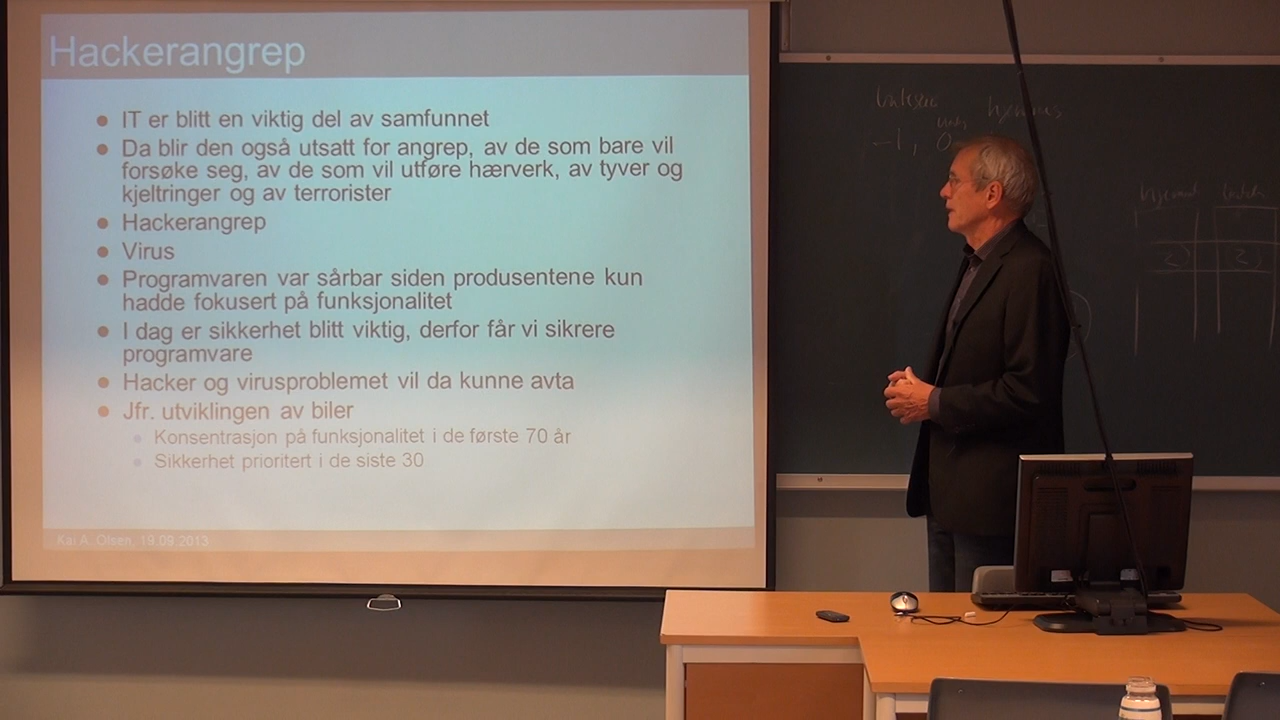 Hackerangrep
IT er blitt en viktig del av samfunnet
Da blir den også utsatt for angrep, av de som bare vil
forsøke seg, av de som vil utføre hærverk, av tyver og
kjeltringer og av terrorister
Hackerangrep
Virus
Programvaren var sårbar siden produsentene kun
hadde fokusert på funksjonalitet
I dag er sikkerhet blitt viktig, derfor får vi sikrere
programvare
Hacker og virusproblemet vil da kunne avta
Jfr. utviklingen av biler
Konsentrasjon på funksjonalitet i de første 70 år
Sikkerhet prioritert i de siste 30
Kai A. Olsen, 19.09.2013
-1, 0